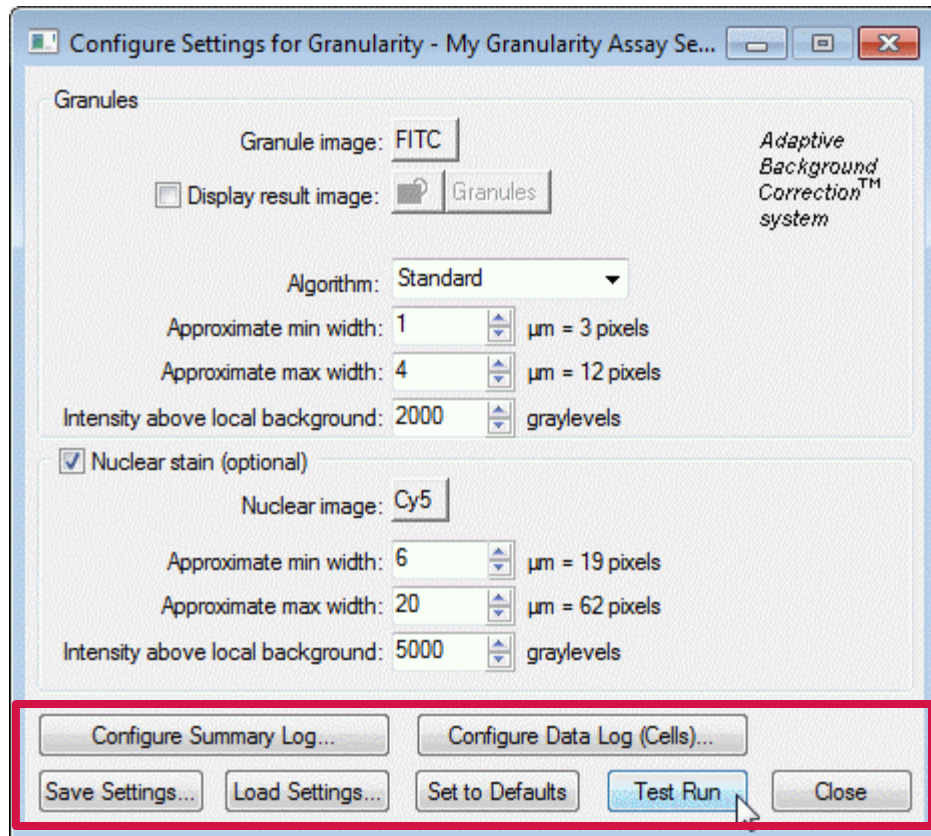 Configure Settings for Granularity - My Granularity Assay Se...
Granules
Granule image: FITC
Adaptive
Background
Correction™
system
Display result image: Granules
Algorithm: Standard
Approximate min width: 1 µm = 3 pixels
Approximate max width: 4 µm = 12 pixels
Intensity above local background: 2000 graylevels
Nuclear stain (optional)
Nuclear image: Cy5
Approximate min width: 6 µm = 19 pixels
Approximate max width: 20 µm = 62 pixels
Intensity above local background: 5000 graylevels
Configure Summary Log... Configure Data Log (Cells)...
Save Settings... Load Settings... Set to Defaults Test Run Close